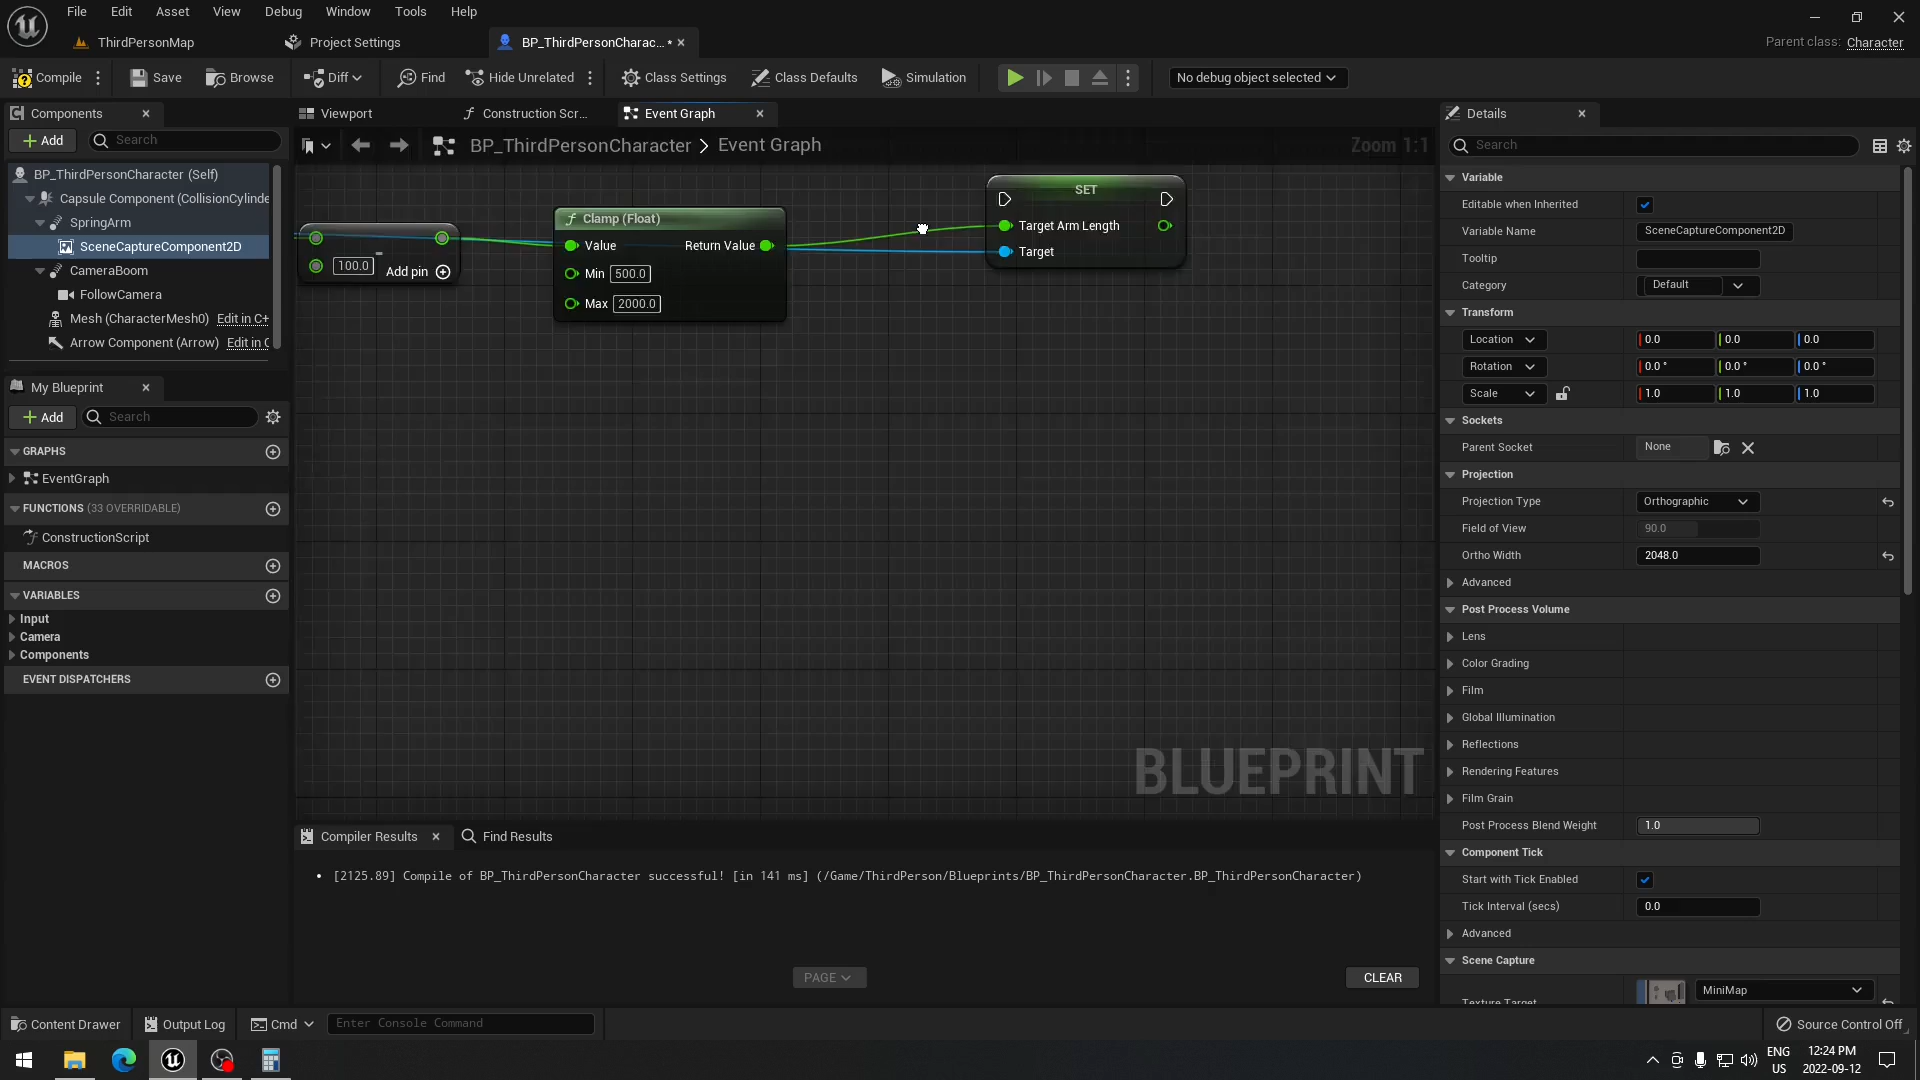 File Edit Asset View Debug Window Tools Help
ThirdPersonMap Project Settings BP_ThirdPersonCharac... • Parent class: Character
Compile Save Browse Diff Find Hide Unrelated Class Settings Class Defaults Simulation No debug object selected
Components Viewport Construction Scr... Event Graph Details
Add Search BP_ThirdPersonCharacter > Event Graph Zoom 1:1 Search
BP_ThirdPersonCharacter (Self)
Capsule Component (CollisionCylinde
SpringArm
SceneCaptureComponent2D
CameraBoom
FollowCamera
Mesh (CharacterMesh0) Edit in C+
Arrow Component (Arrow) Edit in C
My Blueprint
Add Search
GRAPHS
EventGraph
FUNCTIONS (33 OVERRIDABLE)
ConstructionScript
MACROS
VARIABLES
Input
Camera
Components
EVENT DISPATCHERS
-
100.0 Add pin
f Clamp (Float)
Value Return Value
Min 500.0
Max 2000.0
SET
Target Arm Length
Target
BLUEPRINT
Compiler Results Find Results
• [2125.89] Compile of BP_ThirdPersonCharacter successful! [in 141 ms] (/Game/ThirdPerson/Blueprints/BP_ThirdPersonCharacter.BP_ThirdPersonCharacter)
PAGE CLEAR
Variable
Editable when Inherited
Variable Name SceneCaptureComponent2D
Tooltip
Category Default
Transform
Location 0.0 0.0 0.0
Rotation 0.0 ° 0.0 ° 0.0 °
Scale 1.0 1.0 1.0
Sockets
Parent Socket None
Projection
Projection Type Orthographic
Field of View 90.0
Ortho Width 2048.0
Advanced
Post Process Volume
Lens
Color Grading
Film
Global Illumination
Reflections
Rendering Features
Film Grain
Post Process Blend Weight 1.0
Component Tick
Start with Tick Enabled
Tick Interval (secs) 0.0
Advanced
Scene Capture
Texture Target MiniMap
Content Drawer Output Log Cmd Enter Console Command Source Control Off
ENG
US
12:24 PM
2022-09-12